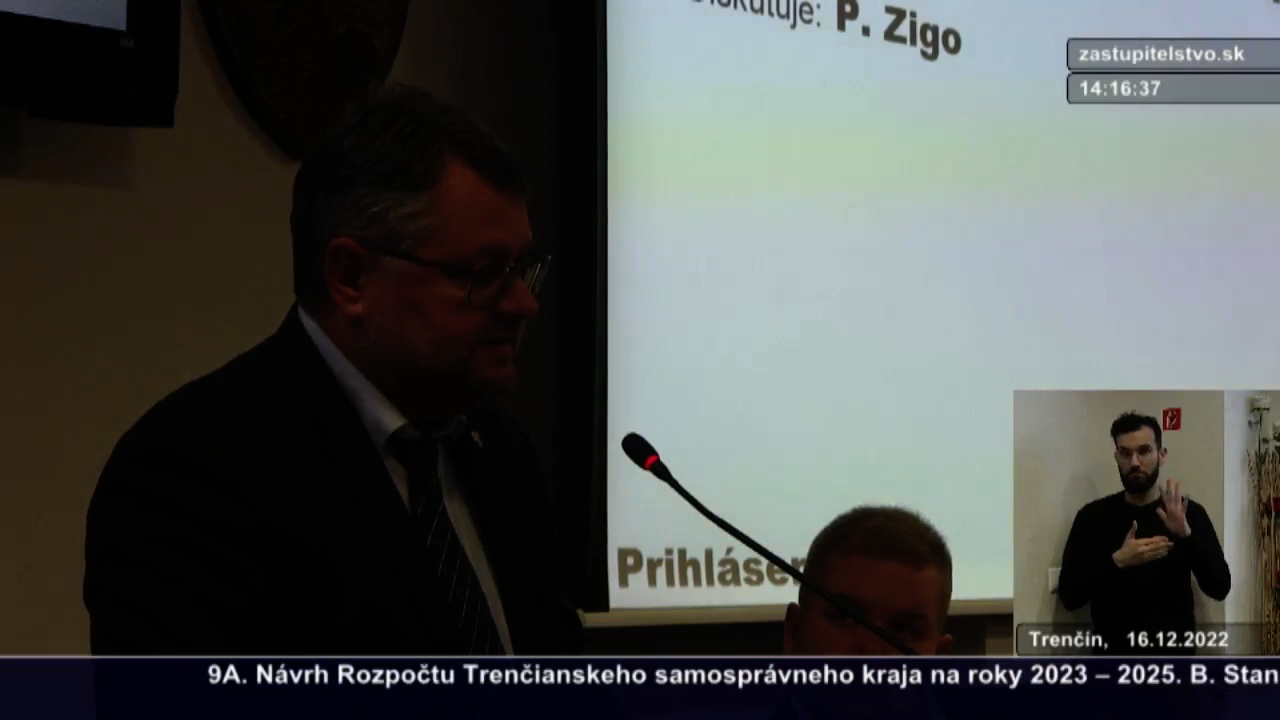 Diskutuje: P. Zigo
zastupitelstvo.sk
14:16:37
Prihlásen
Trenčín, 16.12.2022
9A. Návrh Rozpočtu Trenčianskeho samosprávneho kraja na roky 2023 – 2025. B. Stan